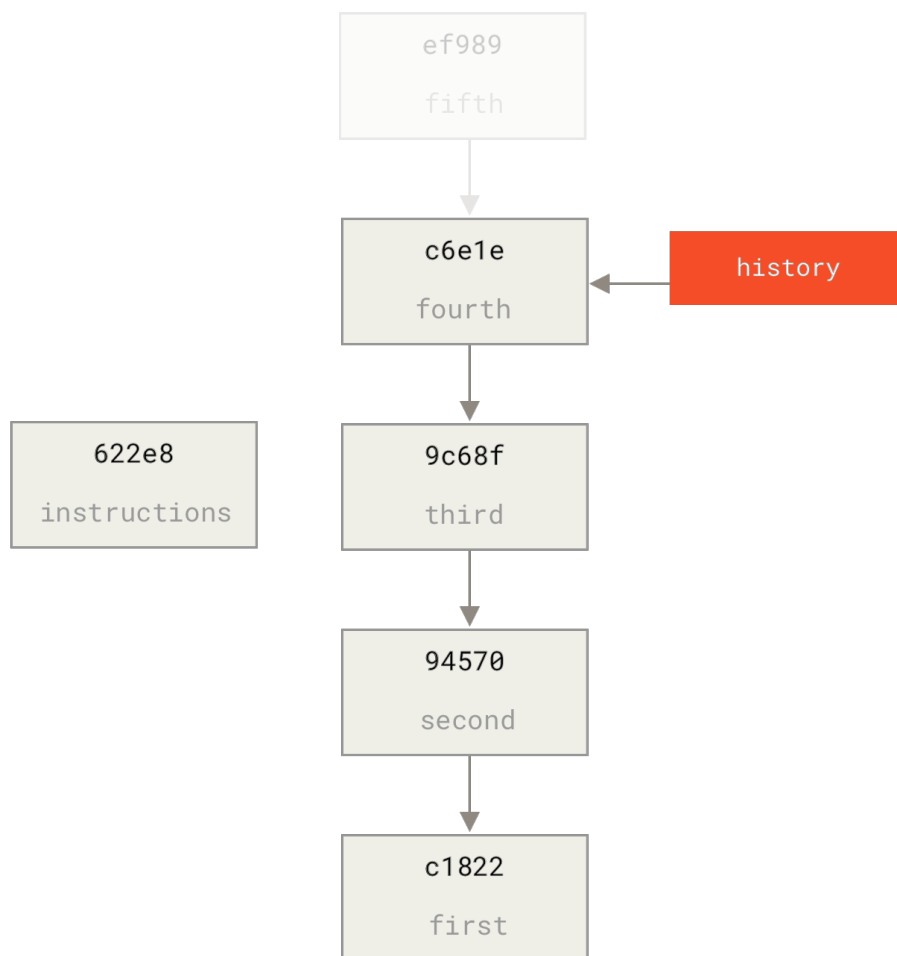 ef989
fifth
c6e1e
fourth
history
622e8
instructions
9c68f
third
94570
second
c1822
first